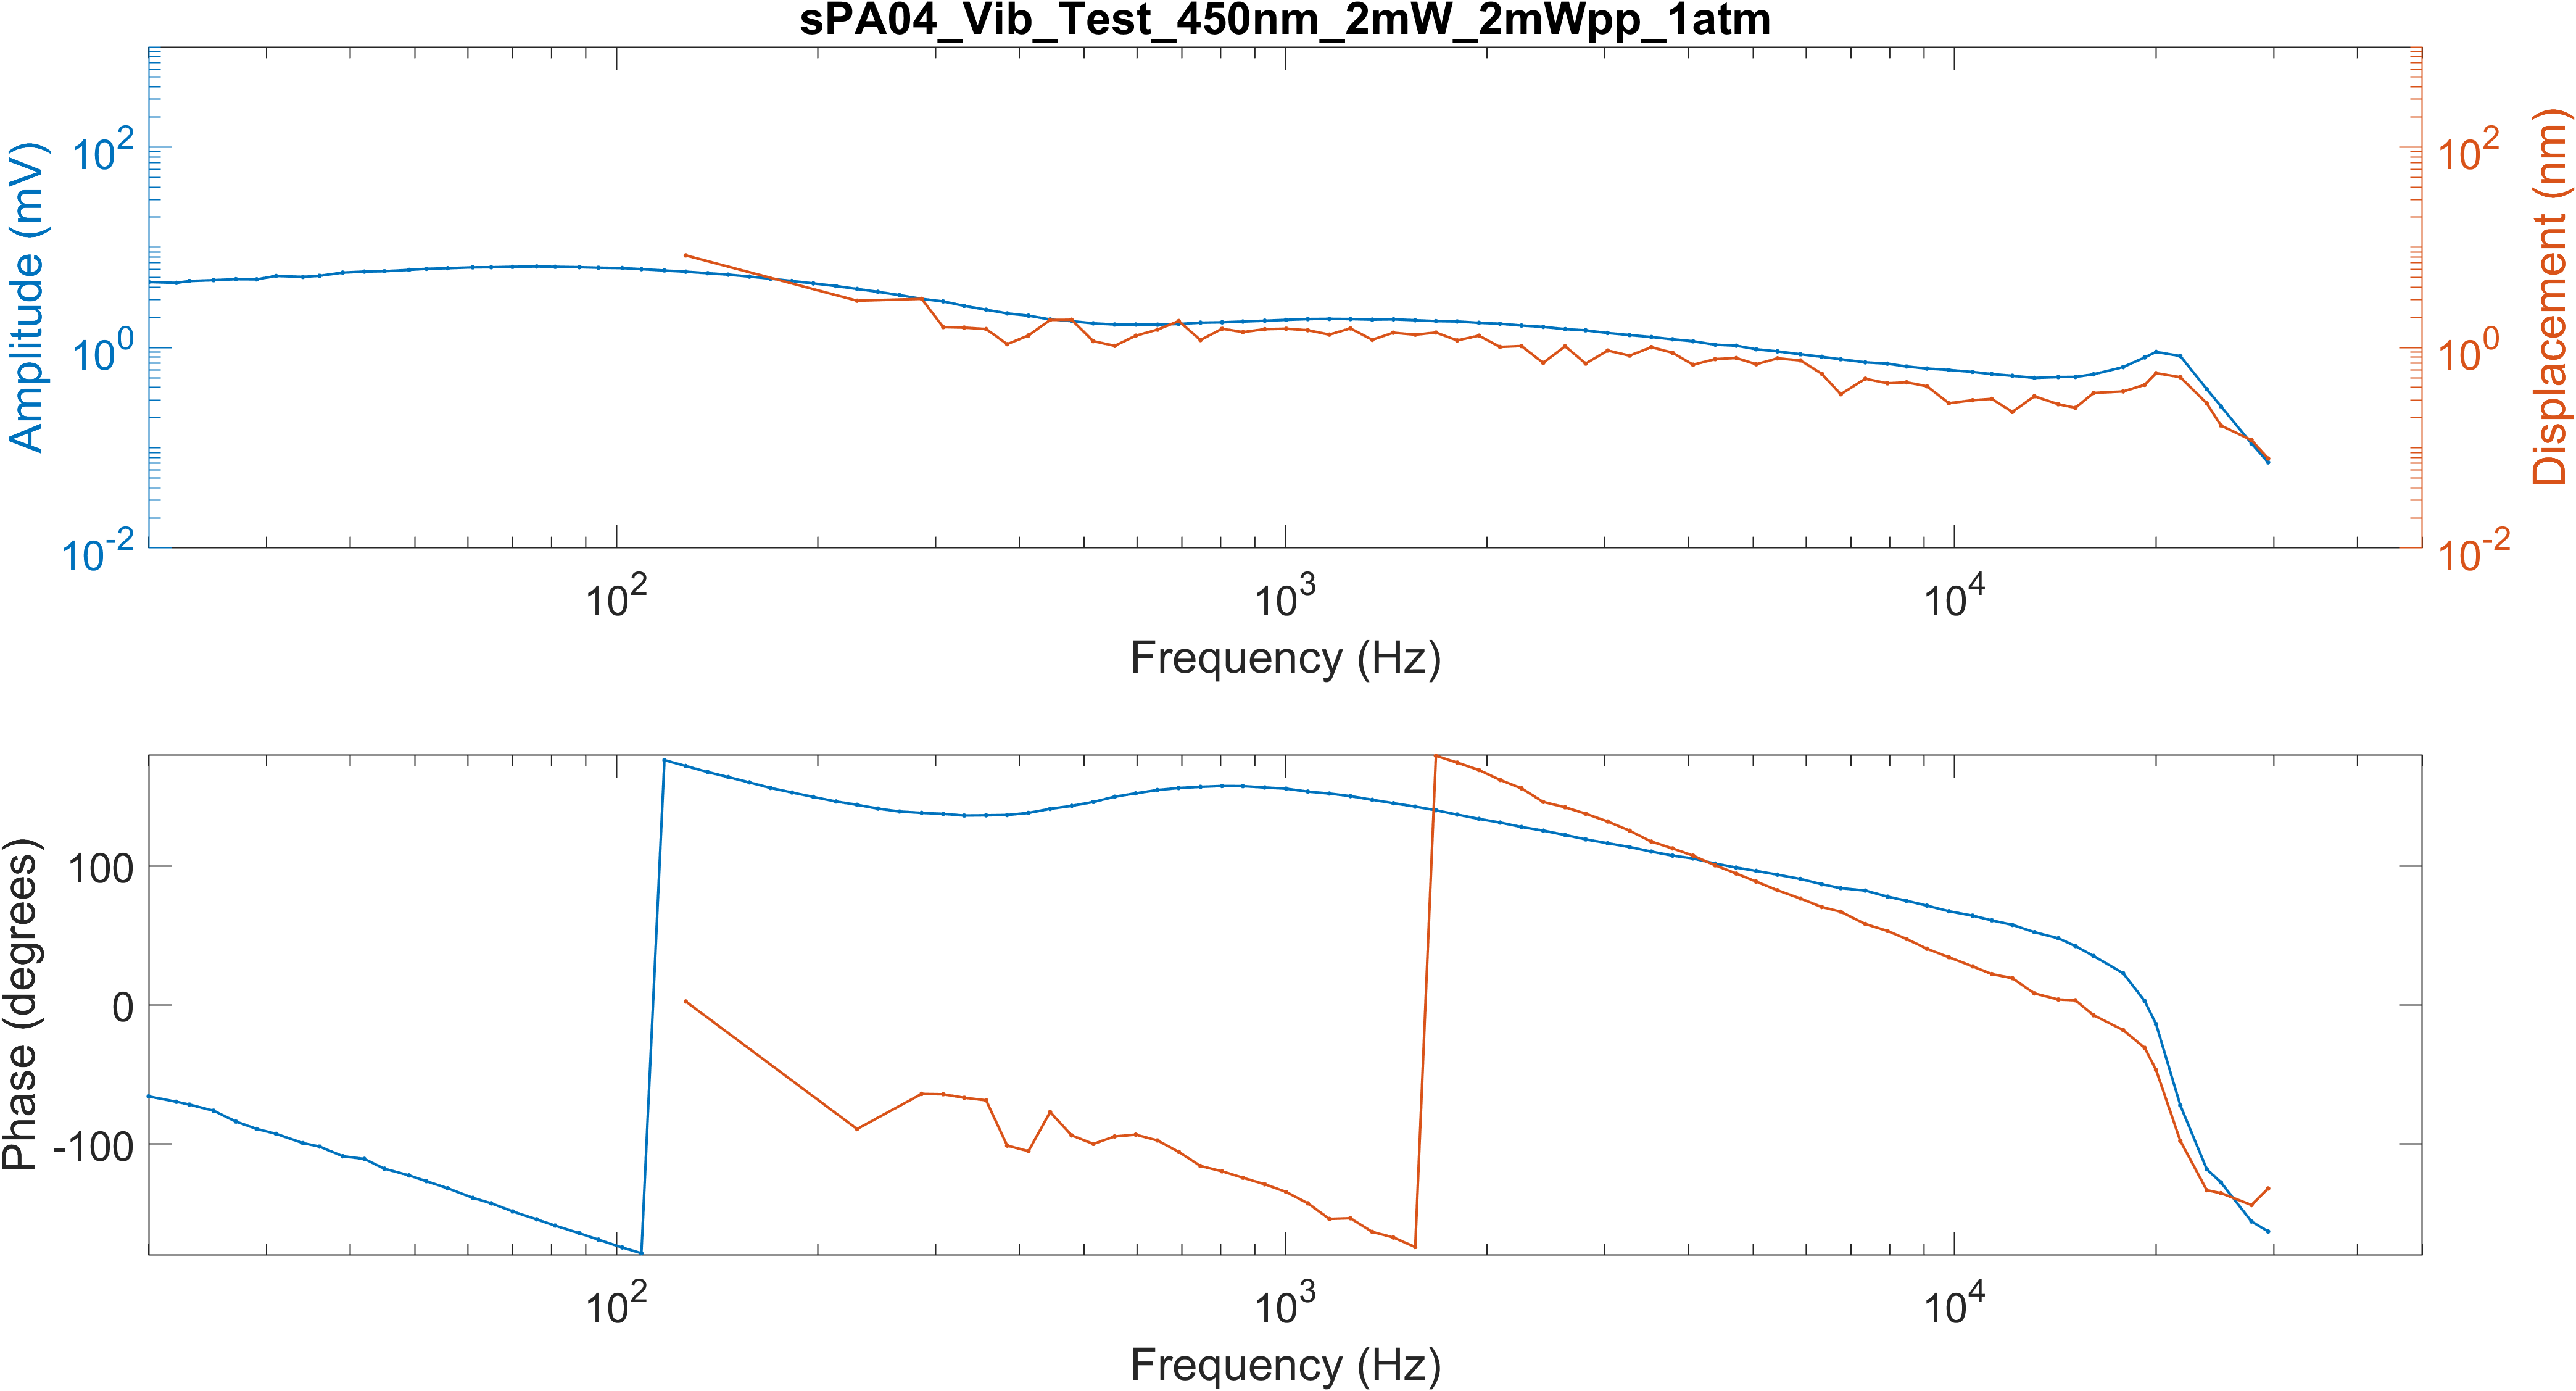 sPA04_Vib_Test_450nm_2mW_2mWpp_1atm
Amplitude (mV)
10^2
10^0
10^-2
Displacement (nm)
10^2
10^0
10^-2
10^2 10^3 10^4
Frequency (Hz)
Phase (degrees)
100
0
-100
10^2 10^3 10^4
Frequency (Hz)